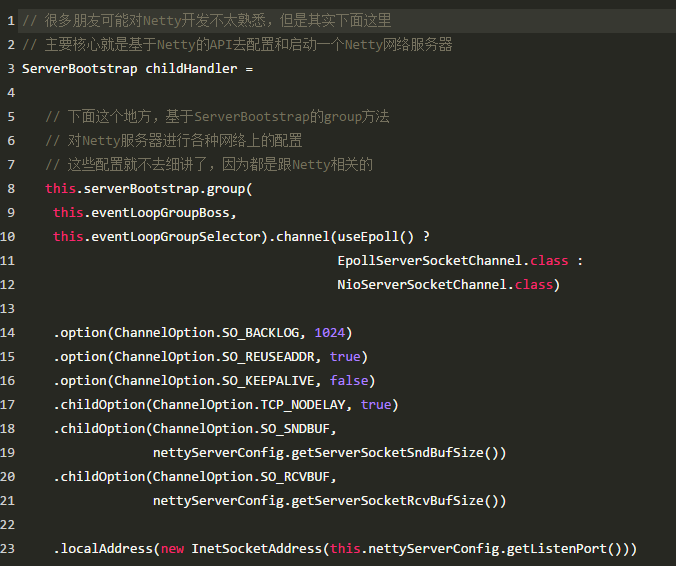 1 // 很多朋友可能对Netty开发不太熟悉，但是其实下面这里
2 // 主要核心就是基于Netty的API去配置和启动一个Netty网络服务器
3 ServerBootstrap childHandler =
4
5 // 下面这个地方，基于ServerBootstrap的group方法
6 // 对Netty服务器进行各种网络上的配置
7 // 这些配置就不去细讲了，因为都是跟Netty相关的
8 this.serverBootstrap.group(
9 this.eventLoopGroupBoss,
10 this.eventLoopGroupSelector).channel(useEpoll() ?
11 EpollServerSocketChannel.class :
12 NioServerSocketChannel.class)
13
14 .option(ChannelOption.SO_BACKLOG, 1024)
15 .option(ChannelOption.SO_REUSEADDR, true)
16 .option(ChannelOption.SO_KEEPALIVE, false)
17 .childOption(ChannelOption.TCP_NODELAY, true)
18 .childOption(ChannelOption.SO_SNDBUF,
19 nettyServerConfig.getServerSocketSndBufSize())
20 .childOption(ChannelOption.SO_RCVBUF,
21 nettyServerConfig.getServerSocketRcvBufSize())
22
23 .localAddress(new InetSocketAddress(this.nettyServerConfig.getListenPort()))